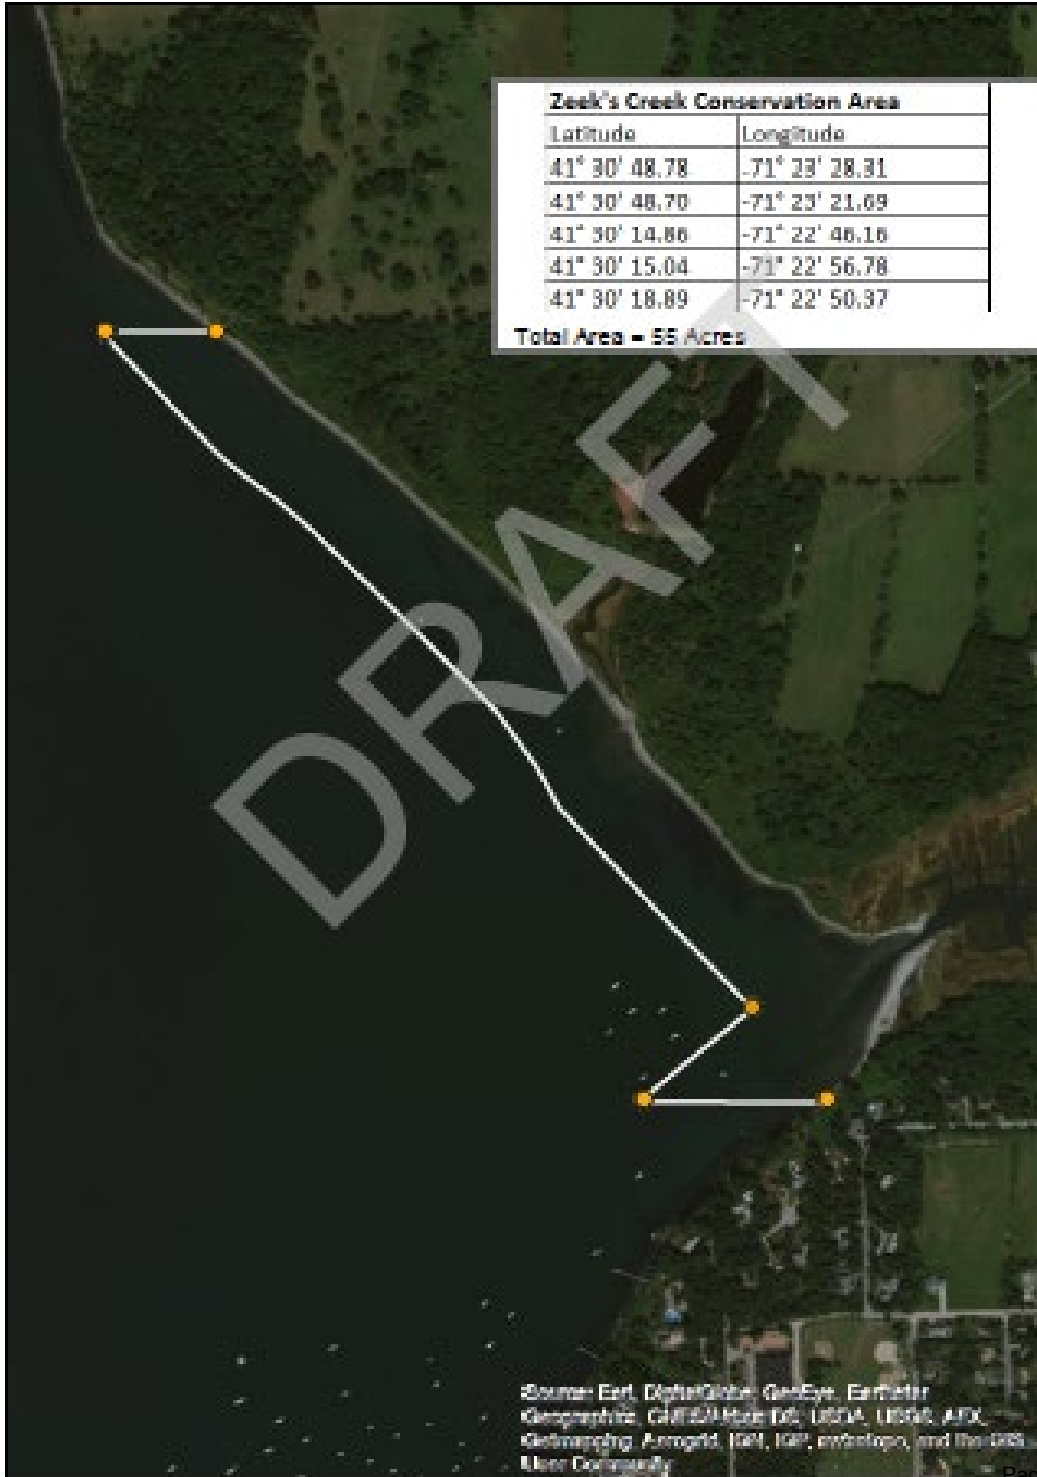 Zeek's Creek Conservation Area
Latitude Longitude
41° 30' 48.78 -71° 23' 28.31
41° 30' 48.70 -71° 23' 21.69
41° 30' 14.86 -71° 22' 46.16
41° 30' 15.04 -71° 22' 56.78
41° 30' 18.89 -71° 22' 50.37
Total Area = 55 Acres
DRAFT
Source: Esri, DigitalGlobe, GeoEye, Earthstar
Geographics, CNES/Airbus DS, USDA, USGS, AEX,
Getmapping, Aerogrid, IGN, IGP, swisstopo, and the GIS
User Community